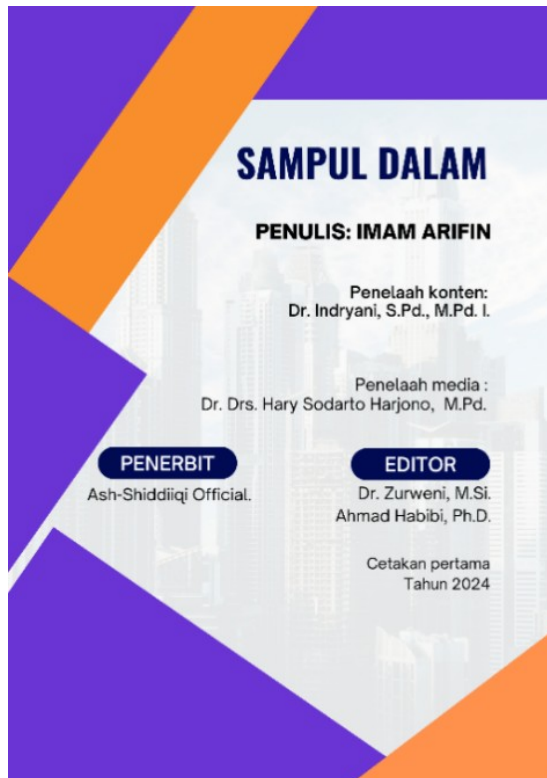 SAMPUL DALAM
PENULIS: IMAM ARIFIN
Penelaah konten:
Dr. Indryani, S.Pd., M.Pd. I.
Penelaah media :
Dr. Drs. Hary Sodarto Harjono, M.Pd.
PENERBIT
Ash-Shiddiiqi Official.
EDITOR
Dr. Zurweni, M.Si.
Ahmad Habibi, Ph.D.
Cetakan pertama
Tahun 2024